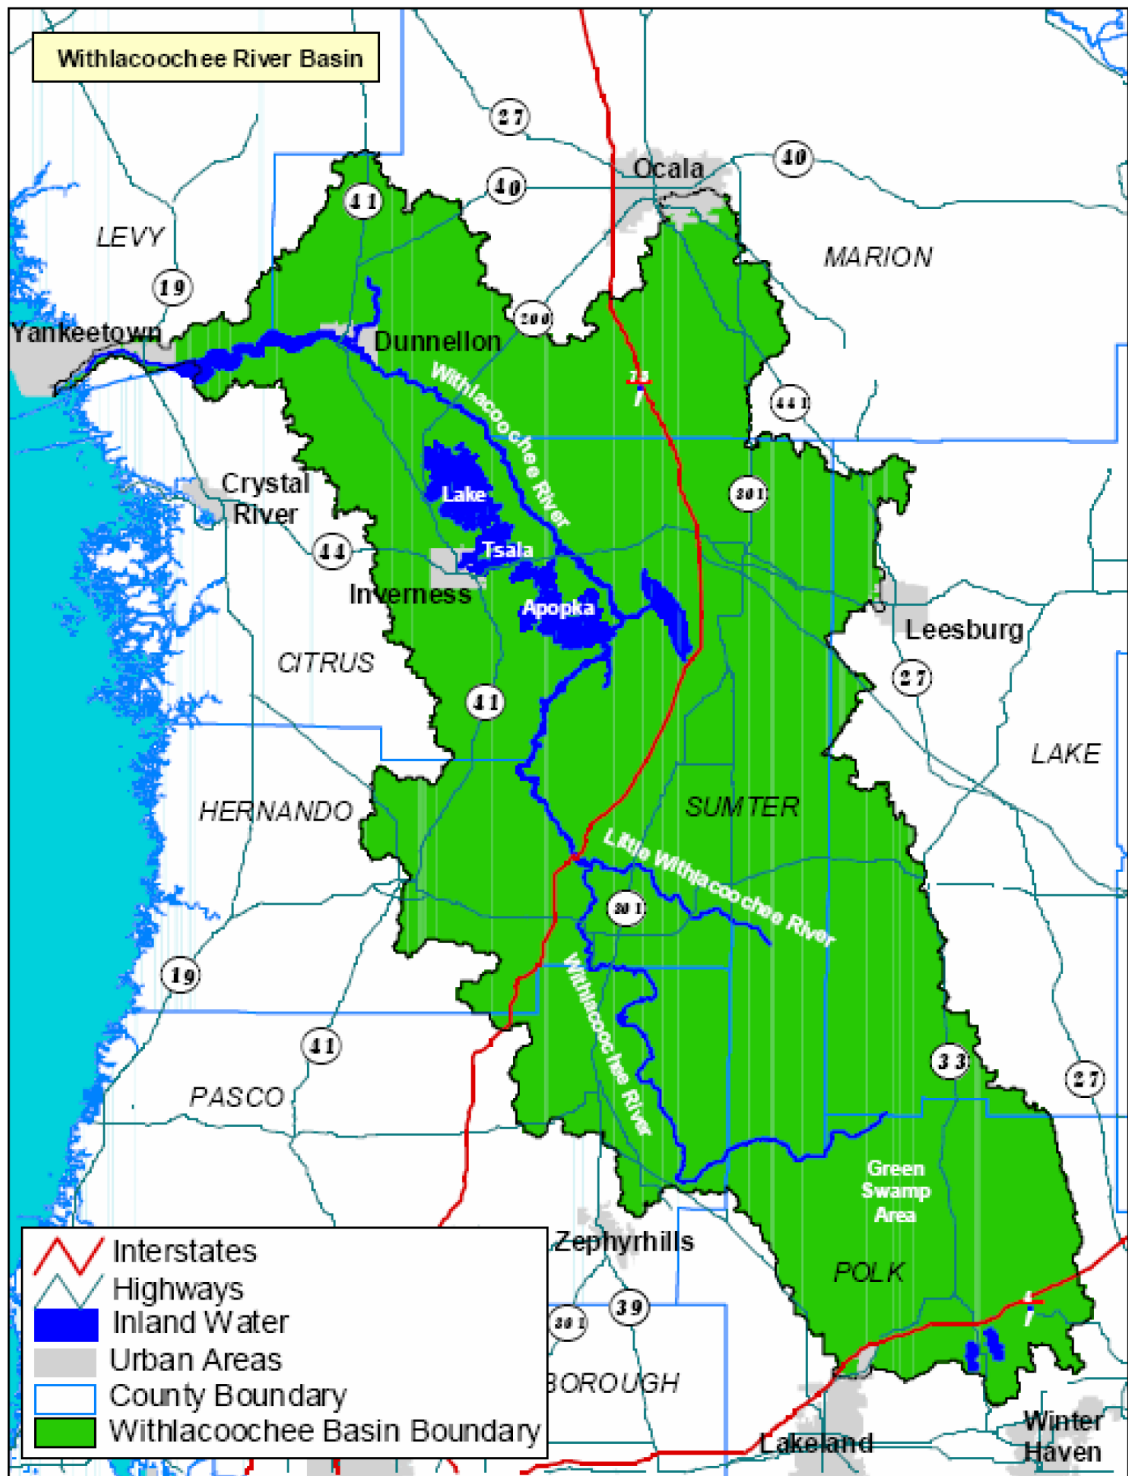 Withlacoochee River Basin
27
Ocala
40
40
41
LEVY
MARION
19
200
Yankeetown
Dunnellon
Withlacoochee River
75
441
Crystal
River
Lake
301
44
Tsala
Inverness
Apopka
Leesburg
CITRUS
27
41
LAKE
HERNANDO
SUMTER
Little Withlacoochee River
301
19
Withlacoochee River
41
33
27
PASCO
Green
Swamp
Area
Zephyrhills
POLK
4
39
301
BOROUGH
Winter
Haven
Lakeland
Interstates
Highways
Inland Water
Urban Areas
County Boundary
Withlacoochee Basin Boundary